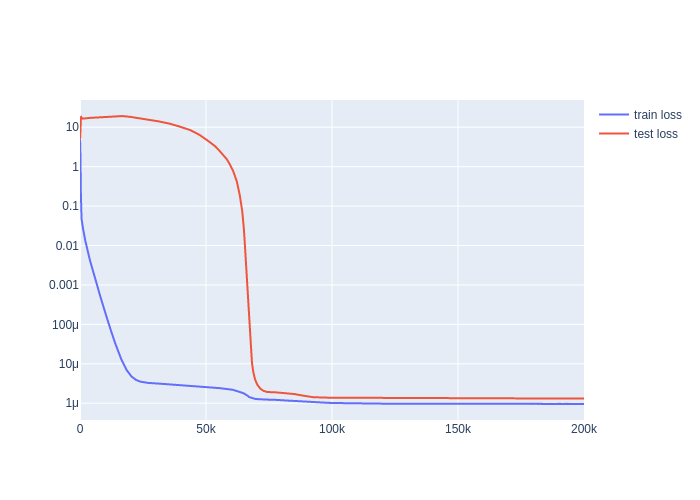 train loss
test loss
10
1
0.1
0.01
0.001
100μ
10μ
1μ
0
50k
100k
150k
200k